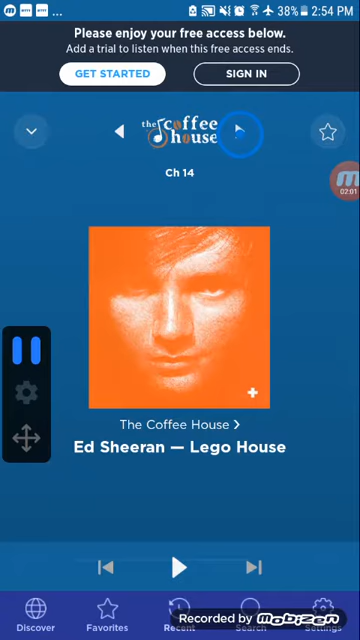 38% 2:54 PM
Please enjoy your free access below.
Add a trial to listen when this free access ends.
GET STARTED
SIGN IN
the Coffee House
Ch 14
02:01
The Coffee House
Ed Sheeran — Lego House
Discover
Favorites
Recent
Search
Settings
Recorded by Mobizen